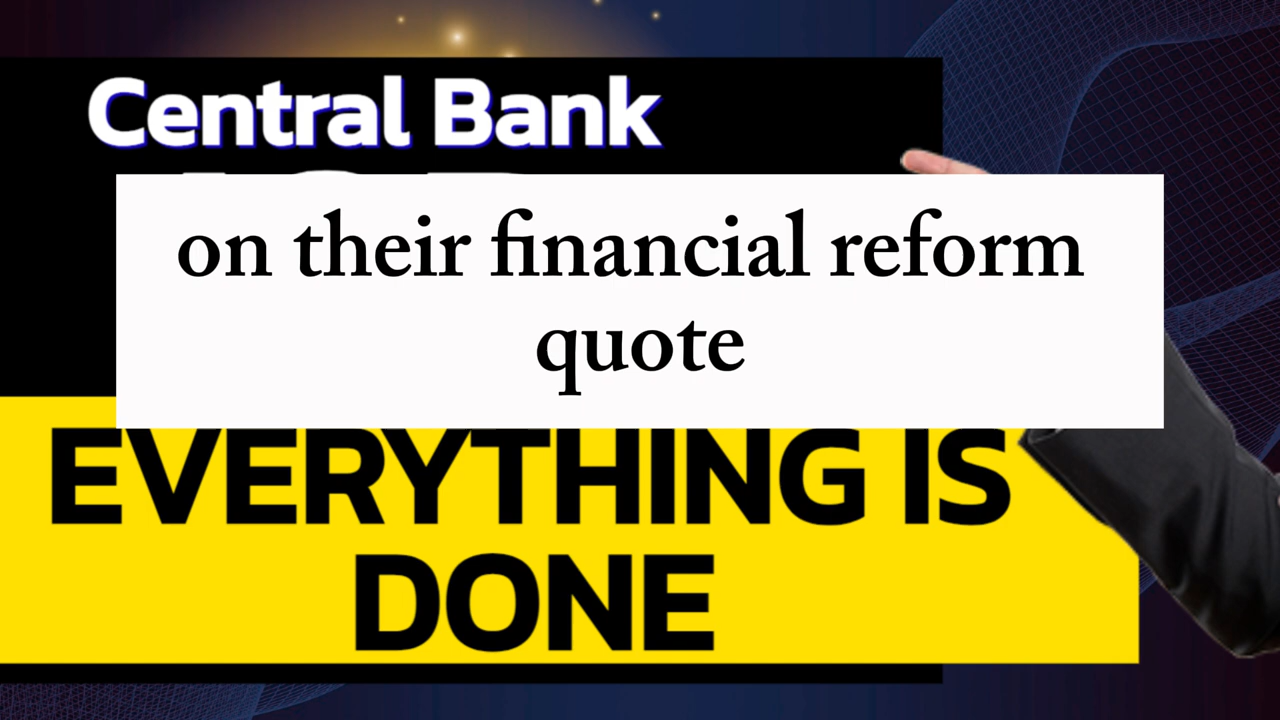 Central Bank
on their financial reform
quote
EVERYTHING IS
DONE